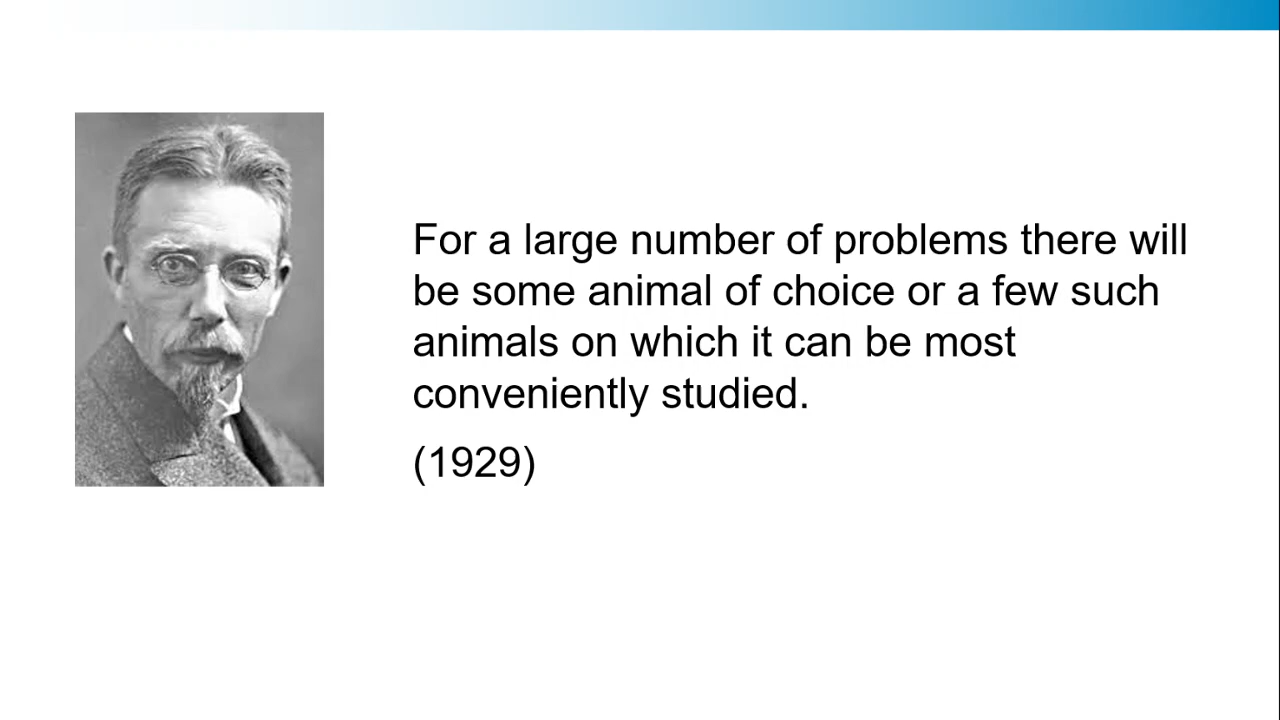 For a large number of problems there will
be some animal of choice or a few such
animals on which it can be most
conveniently studied.
(1929)